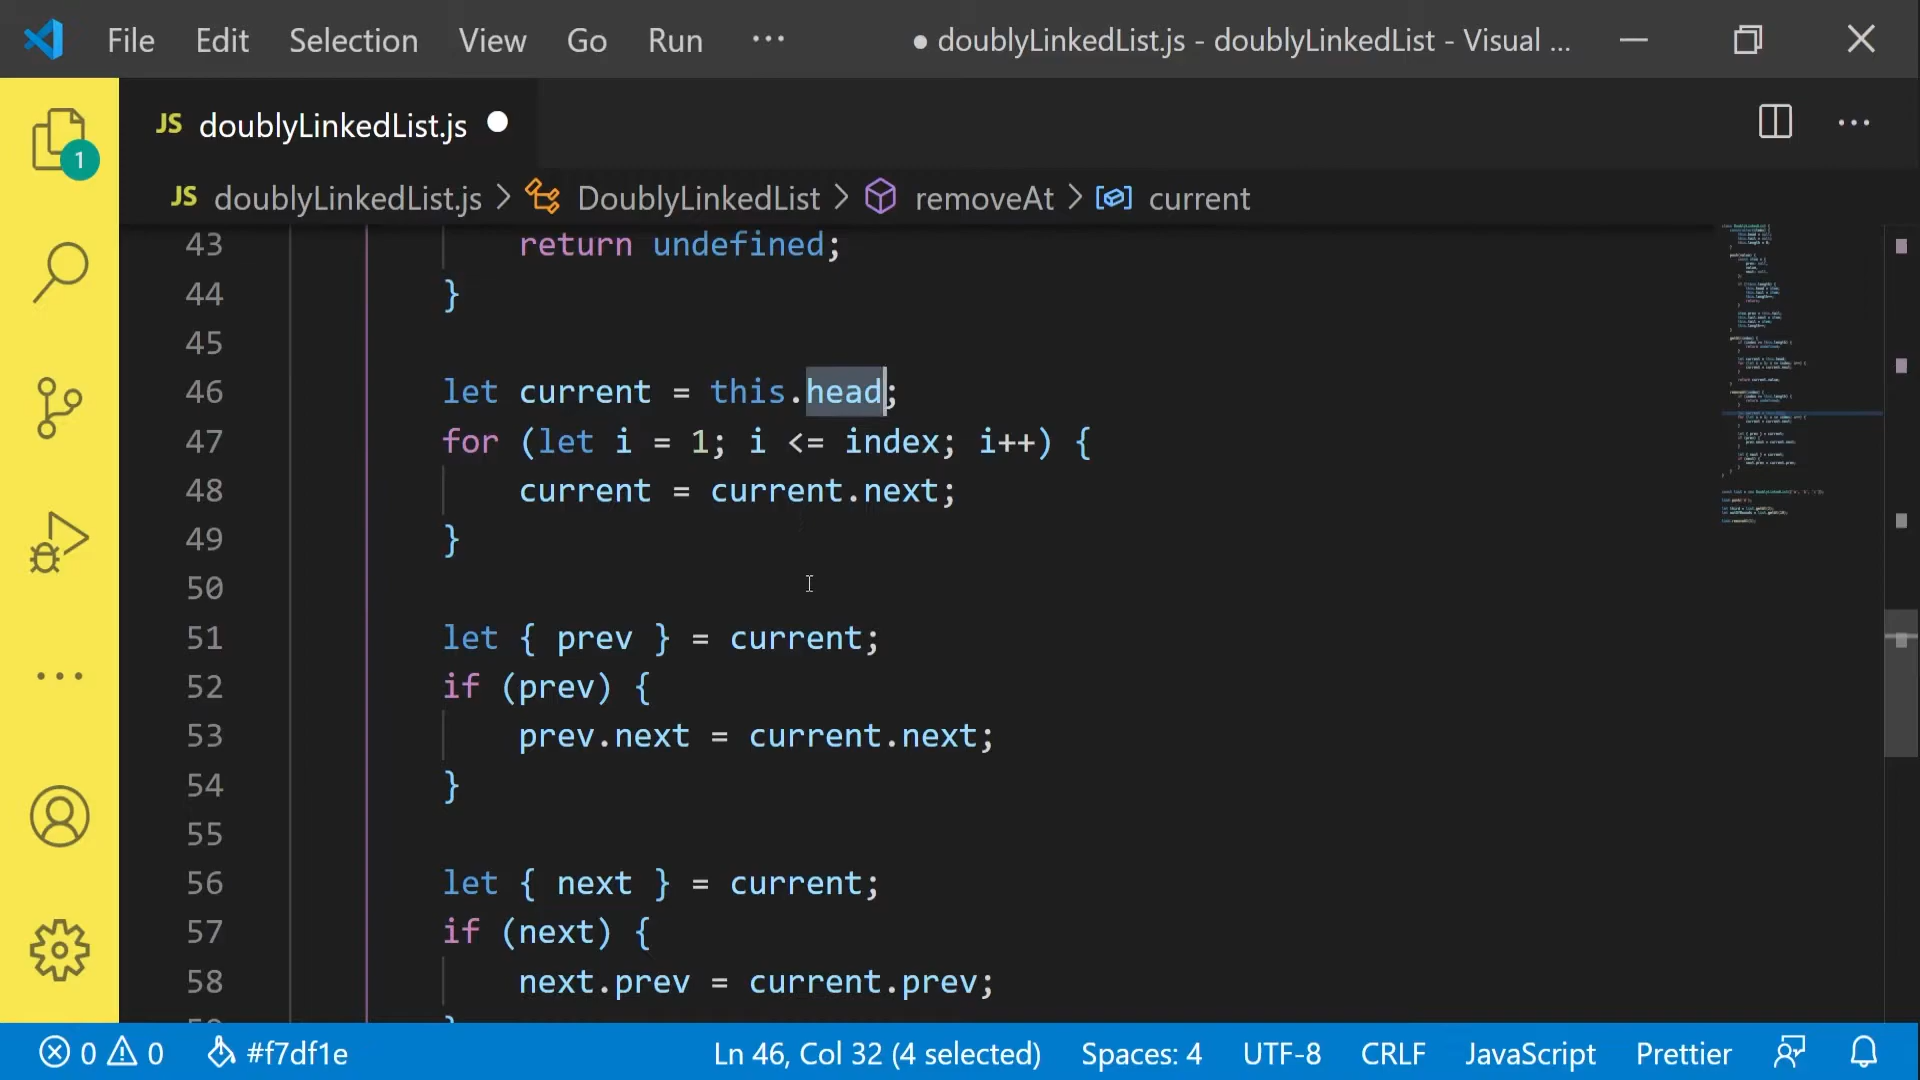 File Edit Selection View Go Run ··· ● doublyLinkedList.js - doublyLinkedList - Visual ...
JS doublyLinkedList.js ●
JS doublyLinkedList.js > DoublyLinkedList > removeAt > current
1
43 return undefined;
44 }
45
46 let current = this.head;
47 for (let i = 1; i <= index; i++) {
48 current = current.next;
49 }
50
51 let { prev } = current;
52 if (prev) {
53 prev.next = current.next;
54 }
55
56 let { next } = current;
57 if (next) {
58 next.prev = current.prev;
0 0 #f7df1e Ln 46, Col 32 (4 selected) Spaces: 4 UTF-8 CRLF JavaScript Prettier